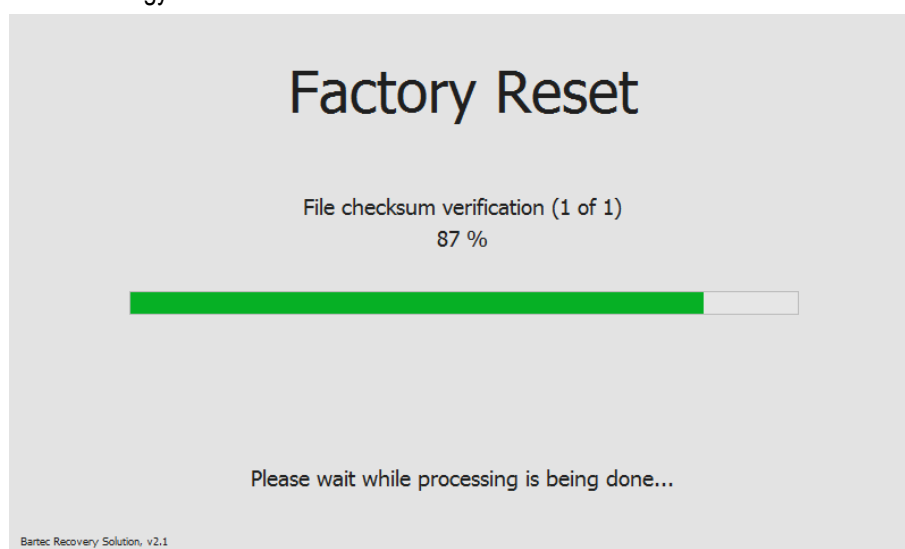 Factory Reset
File checksum verification (1 of 1)
87 %
Please wait while processing is being done...
Bartec Recovery Solution, v2.1